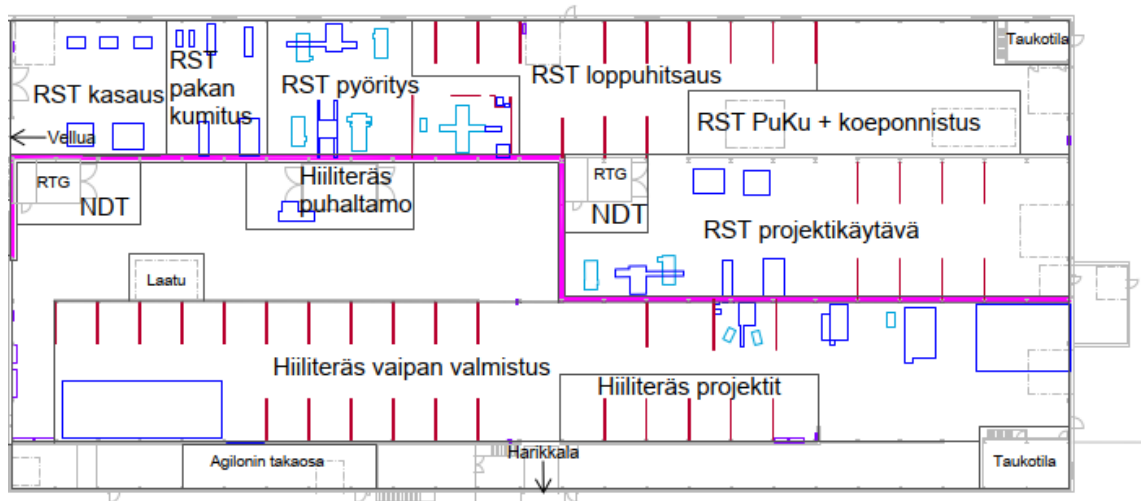 Taukotila
RST
pakan
kumitus
RST pyöritys
RST loppuhitsaus
RST kasaus
RST PuKu + koeponnistus
Vellua
RTG
NDT
Hiiliteräs
puhaltamo
RTG
NDT
RST projektikäytävä
Laatu
Hiiliteräs vaipan valmistus
Hiiliteräs projektit
Harikkala
Agilonin takaosa
Taukotila